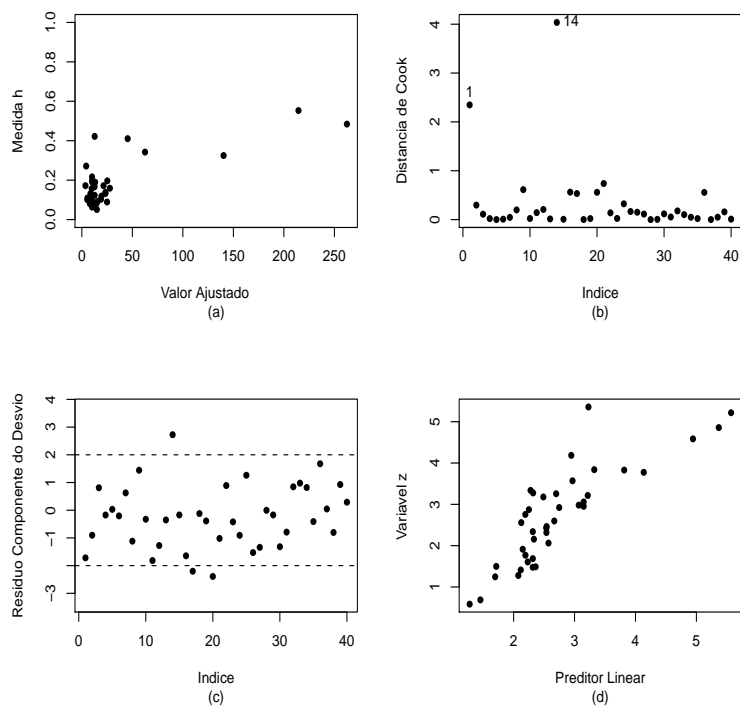 Medida h
1.0
0.8
0.6
0.4
0.2
0.0
0 50 100 150 200 250
Valor Ajustado
(a)
Distancia de Cook
4
3
2
1
0
14
1
0 10 20 30 40
Indice
(b)
Residuo Componente do Desvio
4
3
2
1
0
−1
−3
0 10 20 30 40
Indice
(c)
Variavel z
5
4
3
2
1
2 3 4 5
Preditor Linear
(d)